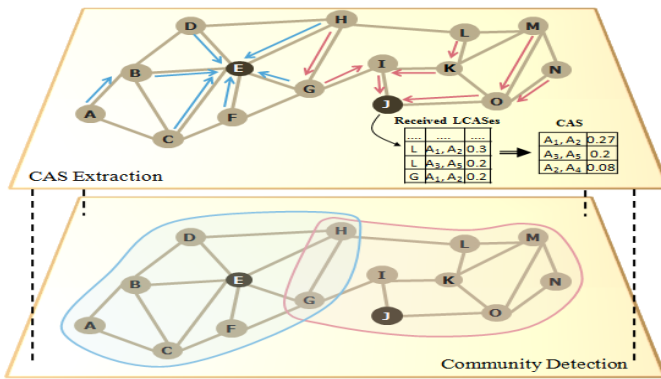 H
D
L
M
B
E
I
K
N
G
A
J
O
F
C
Received LCASes
.... .... ...
L A₁, A₂ 0.3
L A₃, A₅ 0.2
G A₁, A₂ 0.2
CAS
A₁, A₂ 0.27
A₃, A₅ 0.2
A₂, A₄ 0.08
CAS Extraction
H
D
L
M
B
E
I
K
N
G
A
J
O
F
C
Community Detection